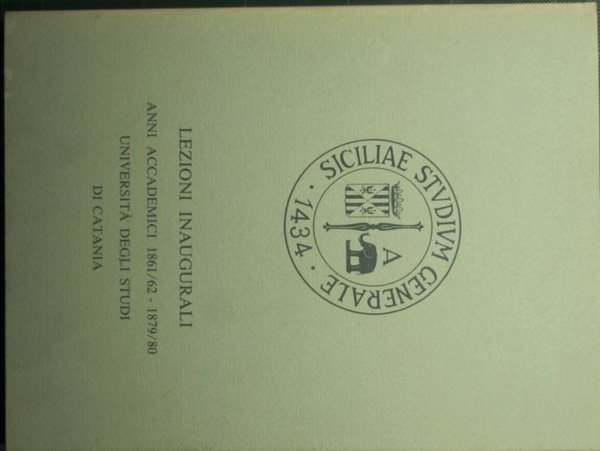 SICILIAE STVDIVM GENERALE
· 1434 ·
A
LEZIONI INAUGURALI
ANNI ACCADEMICI 1861/62 - 1879/80
UNIVERSITÀ DEGLI STUDI
DI CATANIA